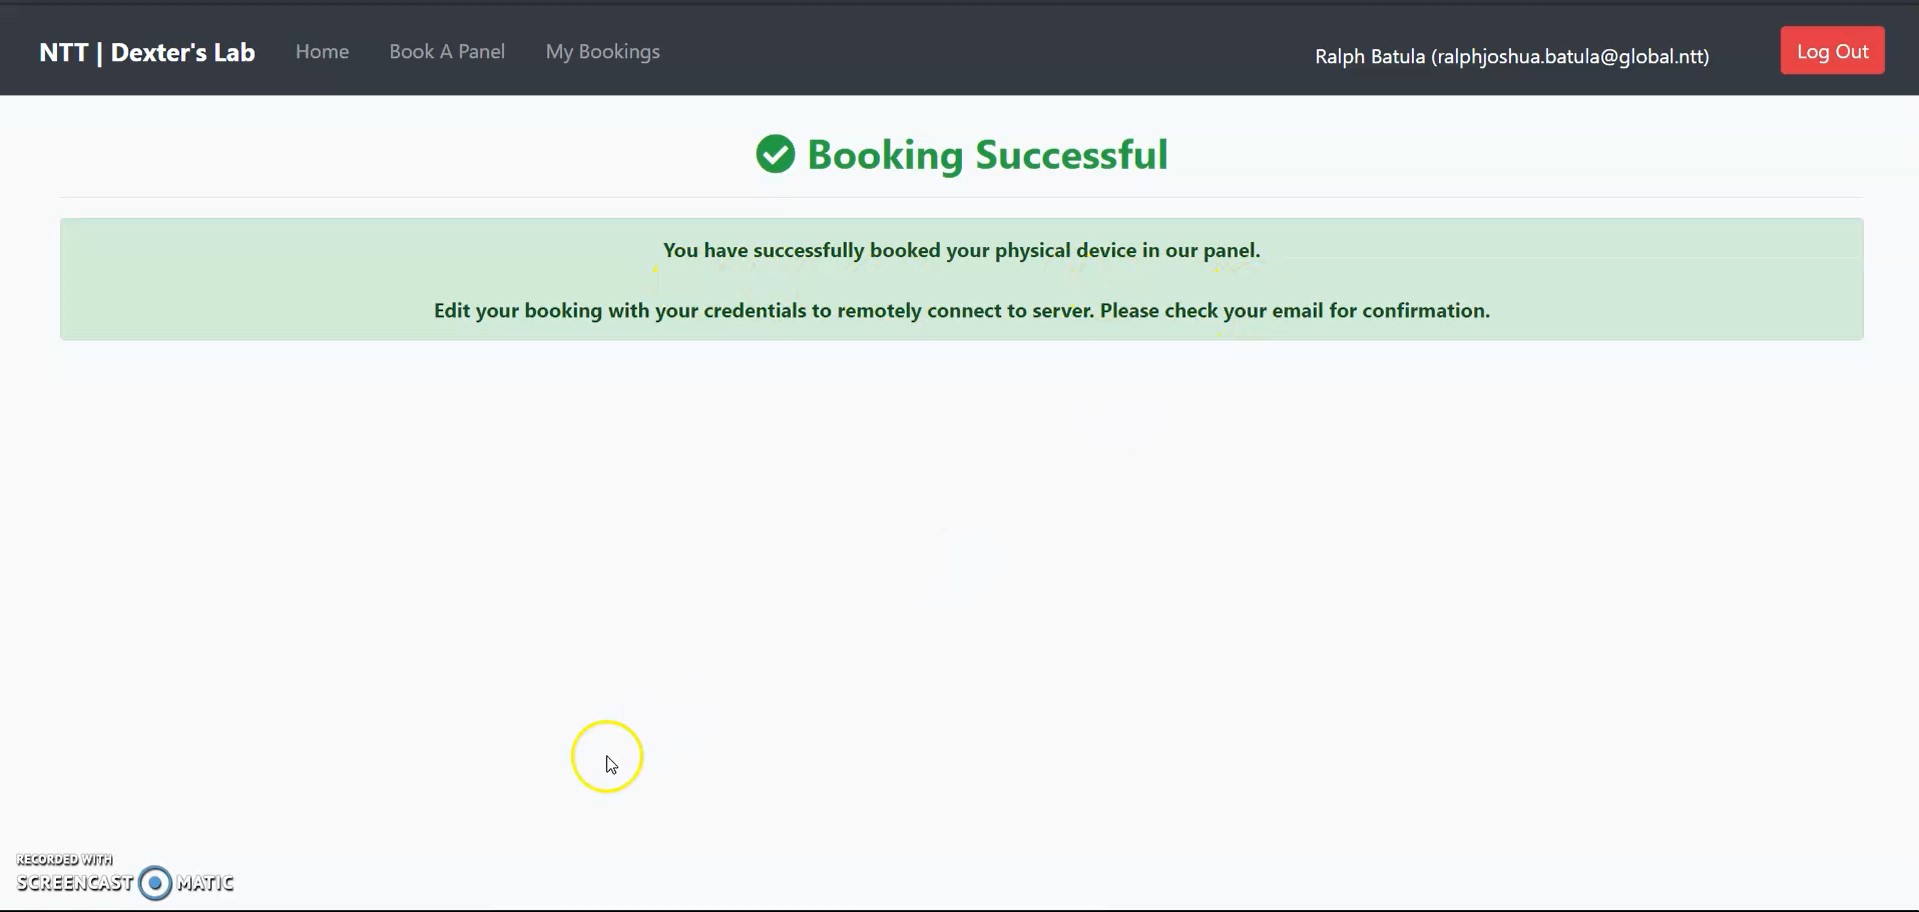 NTT | Dexter's Lab Home Book A Panel My Bookings Ralph Batula (ralphjoshua.batula@global.ntt) Log Out
Booking Successful
You have successfully booked your physical device in our panel.
Edit your booking with your credentials to remotely connect to server. Please check your email for confirmation.
RECORDED WITH
SCREENCAST MATIC